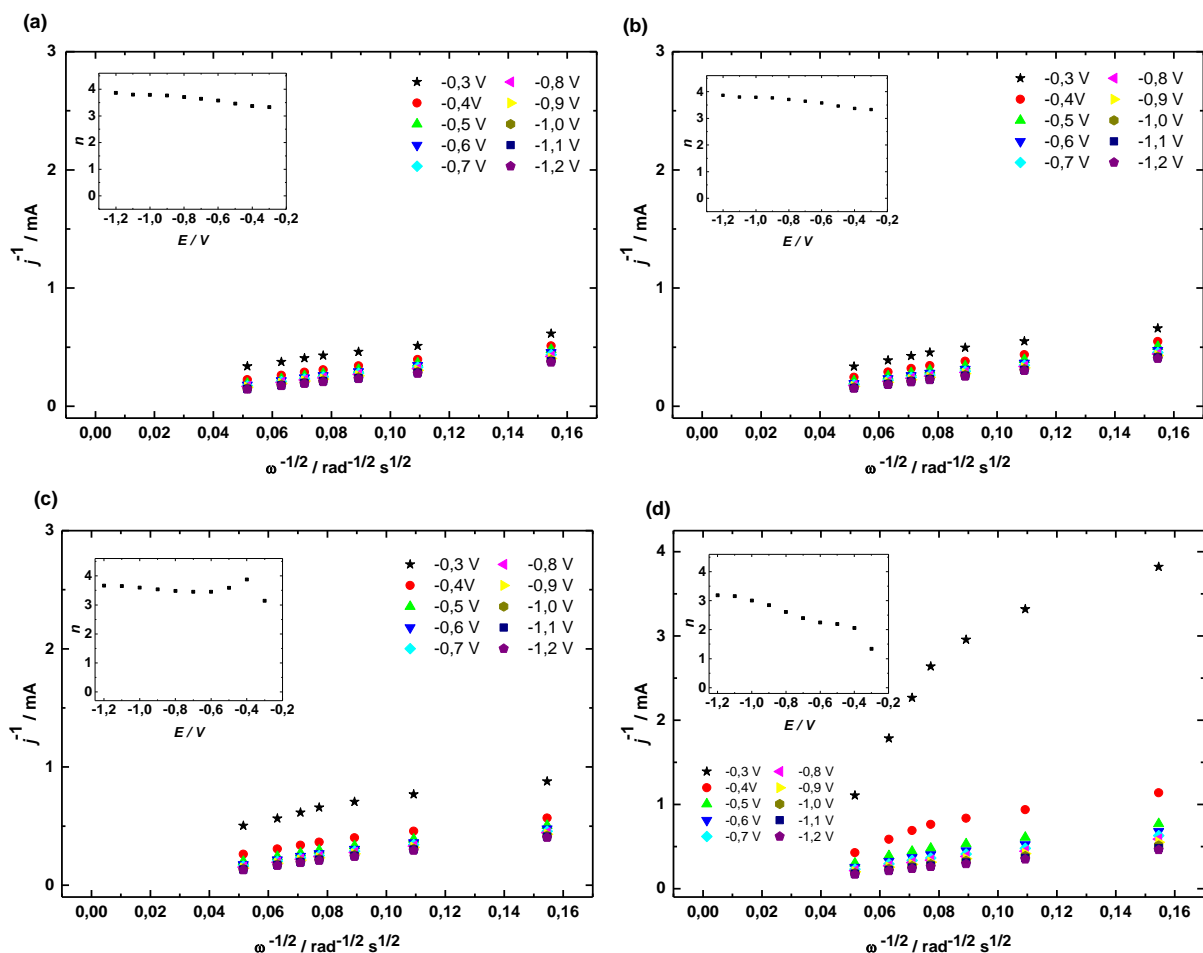 (a)
3
2
1
0
j-1 / mA
0,00 0,02 0,04 0,06 0,08 0,10 0,12 0,14 0,16
ω -1/2 / rad-1/2 s1/2
-0,3 V -0,8 V
-0,4V -0,9 V
-0,5 V -1,0 V
-0,6 V -1,1 V
-0,7 V -1,2 V
4
3
2
1
0
n
-1,2 -1,0 -0,8 -0,6 -0,4 -0,2
E / V
(b)
3
2
1
0
j-1 / mA
0,00 0,02 0,04 0,06 0,08 0,10 0,12 0,14 0,16
ω -1/2 / rad-1/2 s1/2
-0,3 V -0,8 V
-0,4V -0,9 V
-0,5 V -1,0 V
-0,6 V -1,1 V
-0,7 V -1,2 V
4
3
2
1
0
n
-1,2 -1,0 -0,8 -0,6 -0,4 -0,2
E / V
(c)
3
2
1
0
j-1 / mA
0,00 0,02 0,04 0,06 0,08 0,10 0,12 0,14 0,16
ω -1/2 / rad-1/2 s1/2
-0,3 V -0,8 V
-0,4V -0,9 V
-0,5 V -1,0 V
-0,6 V -1,1 V
-0,7 V -1,2 V
4
3
2
1
0
n
-1,2 -1,0 -0,8 -0,6 -0,4 -0,2
E / V
(d)
4
3
2
1
0
j-1 / mA
0,00 0,02 0,04 0,06 0,08 0,10 0,12 0,14 0,16
ω -1/2 / rad-1/2 s1/2
-0,3 V -0,8 V
-0,4V -0,9 V
-0,5 V -1,0 V
-0,6 V -1,1 V
-0,7 V -1,2 V
4
3
2
1
0
n
-1,2 -1,0 -0,8 -0,6 -0,4 -0,2
E / V